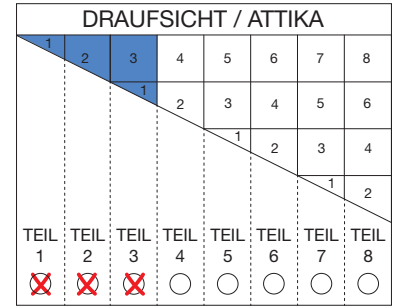 DRAUFSICHT / ATTIKA
1 2 3 4 5 6 7 8
1 2 3 4 5 6
1 2 3 4
1 2
TEIL TEIL TEIL TEIL TEIL TEIL TEIL TEIL
1 2 3 4 5 6 7 8